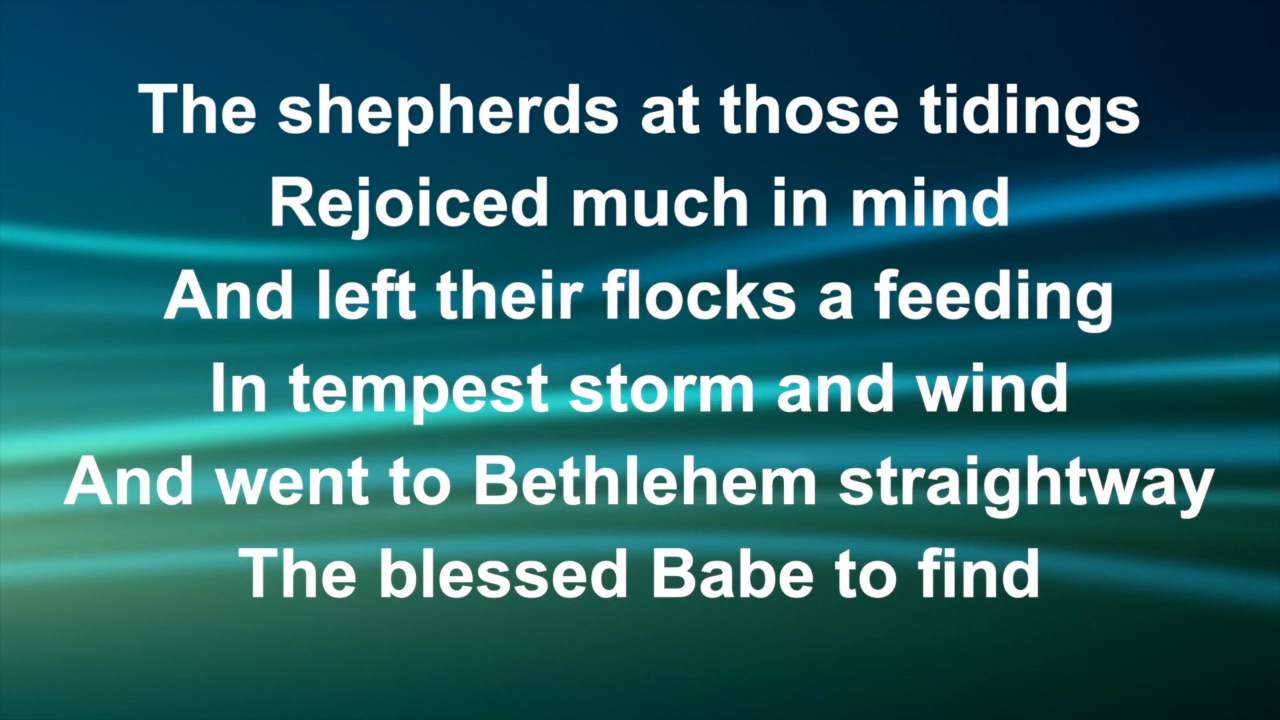 The shepherds at those tidings
Rejoiced much in mind
And left their flocks a feeding
In tempest storm and wind
And went to Bethlehem straightway
The blessed Babe to find